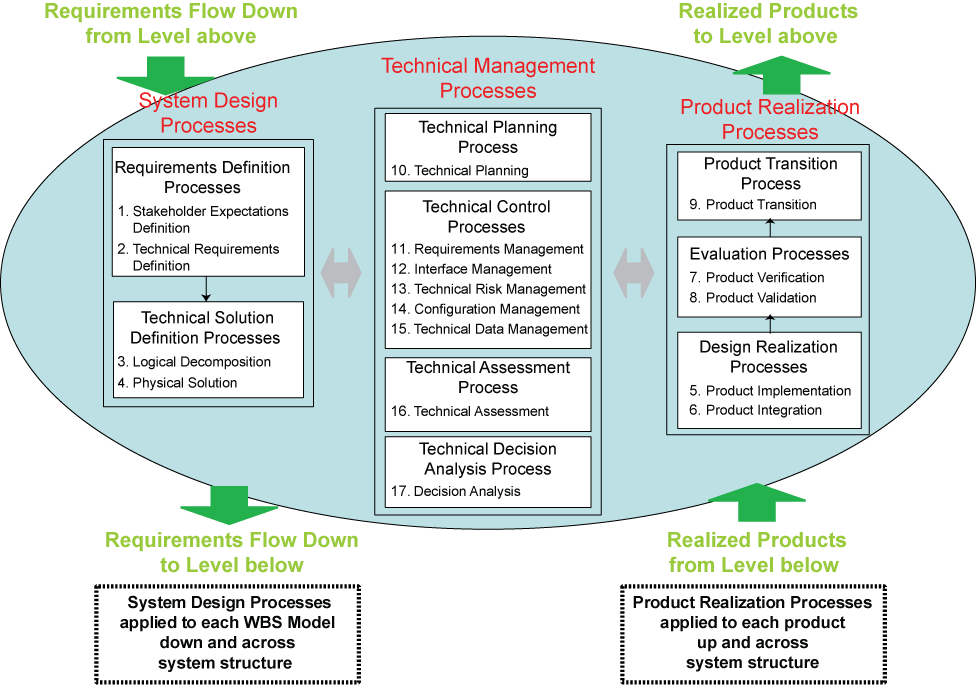 Requirements Flow Down
from Level above
Realized Products
to Level above
System Design
Processes
Requirements Definition
Processes
1. Stakeholder Expectations
Definition
2. Technical Requirements
Definition
Technical Solution
Definition Processes
3. Logical Decomposition
4. Physical Solution
Technical Management
Processes
Technical Planning
Process
10. Technical Planning
Technical Control
Processes
11. Requirements Management
12. Interface Management
13. Technical Risk Management
14. Configuration Management
15. Technical Data Management
Technical Assessment
Process
16. Technical Assessment
Technical Decision
Analysis Process
17. Decision Analysis
Product Realization
Processes
Product Transition
Process
9. Product Transition
Evaluation Processes
7. Product Verification
8. Product Validation
Design Realization
Processes
5. Product Implementation
6. Product Integration
Requirements Flow Down
to Level below
Realized Products
from Level below
System Design Processes
applied to each WBS Model
down and across
system structure
Product Realization Processes
applied to each product
up and across
system structure